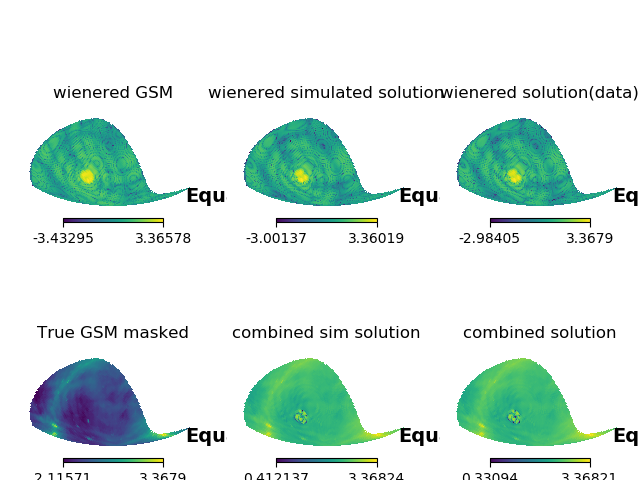 wienered GSM
wienered simulated solution
wienered solution(data)
Equ
Equ
Eq
-3.43295 3.36578
-3.00137 3.36019
-2.98405 3.3679
True GSM masked
combined sim solution
combined solution
Equ
Equ
Eq
2.11571 3.3679
0.412137 3.36824
0.33094 3.36821